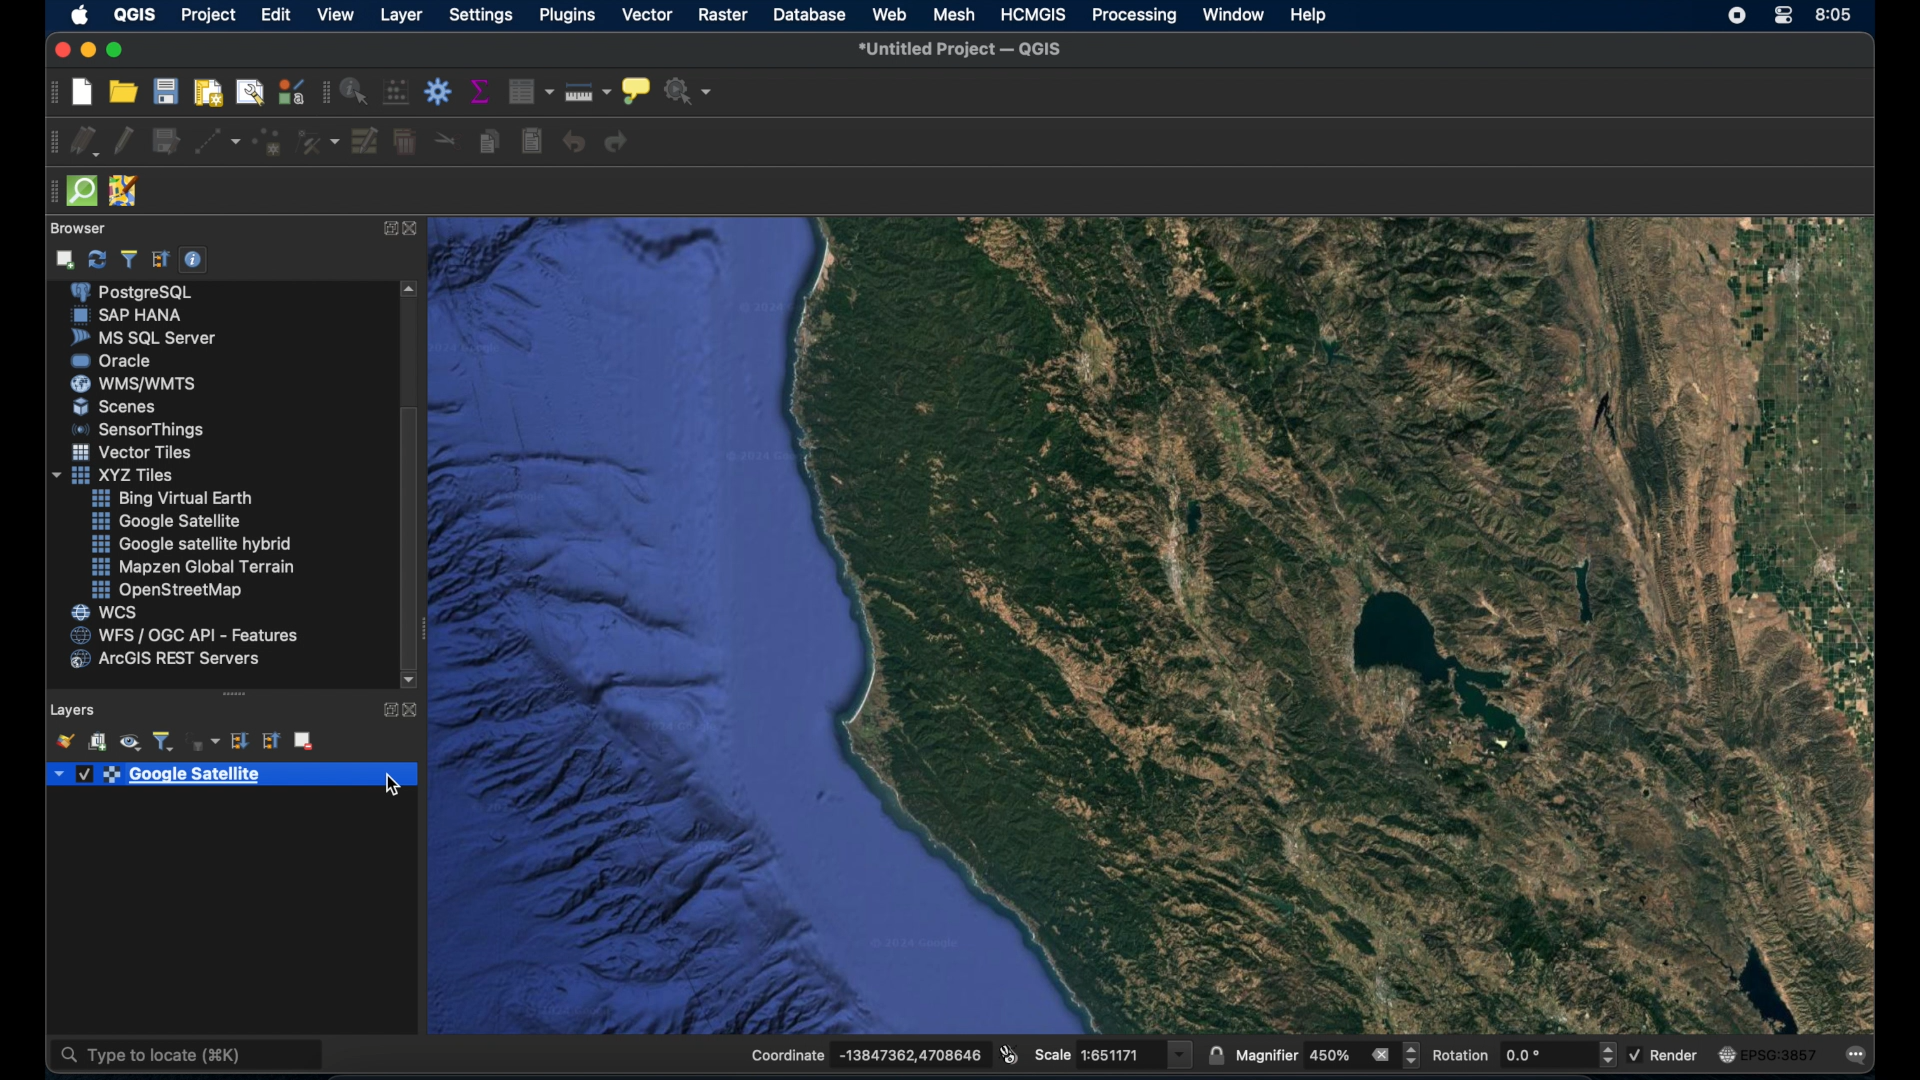 QGIS Project Edit View Layer Settings Plugins Vector Raster Database Web Mesh HCMGIS Processing Window Help 8:05
*Untitled Project — QGIS
Browser
PostgreSQL
SAP HANA
MS SQL Server
Oracle
WMS/WMTS
Scenes
SensorThings
Vector Tiles
XYZ Tiles
Bing Virtual Earth
Google Satellite
Google satellite hybrid
Mapzen Global Terrain
OpenStreetMap
WCS
WFS / OGC API - Features
ArcGIS REST Servers
Layers
Google Satellite
© 2024 Google
Type to locate (⌘K) Coordinate -13847362,4708646 Scale 1:651171 Magnifier 450% Rotation 0.0 ° Render EPSG:3857